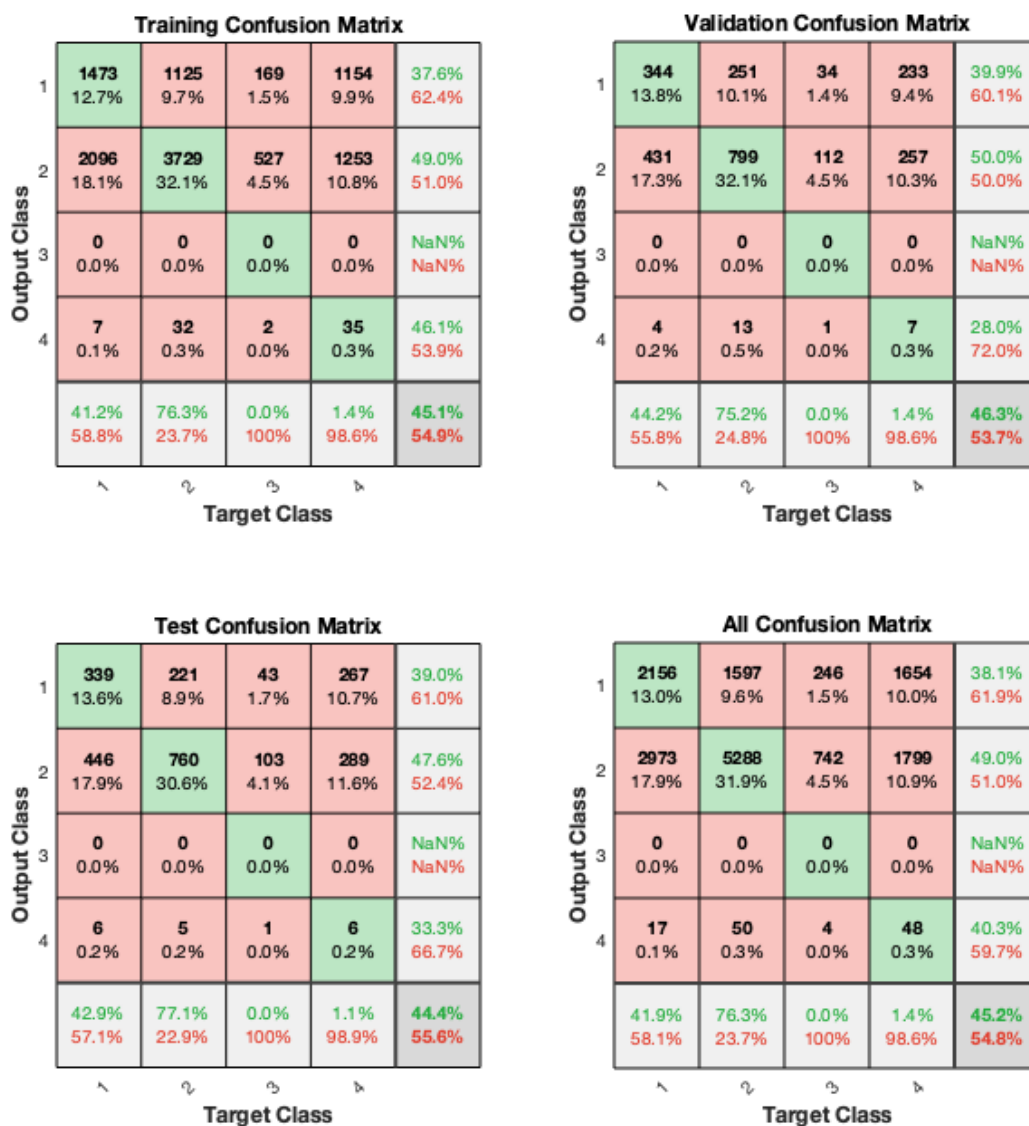 Training Confusion Matrix
1 1473 1125 169 1154 37.6%
12.7% 9.7% 1.5% 9.9% 62.4%
2 2096 3729 527 1253 49.0%
18.1% 32.1% 4.5% 10.8% 51.0%
3 0 0 0 0 NaN%
0.0% 0.0% 0.0% 0.0% NaN%
4 7 32 2 35 46.1%
0.1% 0.3% 0.0% 0.3% 53.9%
41.2% 76.3% 0.0% 1.4% 45.1%
58.8% 23.7% 100% 98.6% 54.9%
1 2 3 4
Target Class
Output Class
Validation Confusion Matrix
1 344 251 34 233 39.9%
13.8% 10.1% 1.4% 9.4% 60.1%
2 431 799 112 257 50.0%
17.3% 32.1% 4.5% 10.3% 50.0%
3 0 0 0 0 NaN%
0.0% 0.0% 0.0% 0.0% NaN%
4 4 13 1 7 28.0%
0.2% 0.5% 0.0% 0.3% 72.0%
44.2% 75.2% 0.0% 1.4% 46.3%
55.8% 24.8% 100% 98.6% 53.7%
1 2 3 4
Target Class
Output Class
Test Confusion Matrix
1 339 221 43 267 39.0%
13.6% 8.9% 1.7% 10.7% 61.0%
2 446 760 103 289 47.6%
17.9% 30.6% 4.1% 11.6% 52.4%
3 0 0 0 0 NaN%
0.0% 0.0% 0.0% 0.0% NaN%
4 6 5 1 6 33.3%
0.2% 0.2% 0.0% 0.2% 66.7%
42.9% 77.1% 0.0% 1.1% 44.4%
57.1% 22.9% 100% 98.9% 55.6%
1 2 3 4
Target Class
Output Class
All Confusion Matrix
1 2156 1597 246 1654 38.1%
13.0% 9.6% 1.5% 10.0% 61.9%
2 2973 5288 742 1799 49.0%
17.9% 31.9% 4.5% 10.9% 51.0%
3 0 0 0 0 NaN%
0.0% 0.0% 0.0% 0.0% NaN%
4 17 50 4 48 40.3%
0.1% 0.3% 0.0% 0.3% 59.7%
41.9% 76.3% 0.0% 1.4% 45.2%
58.1% 23.7% 100% 98.6% 54.8%
1 2 3 4
Target Class
Output Class